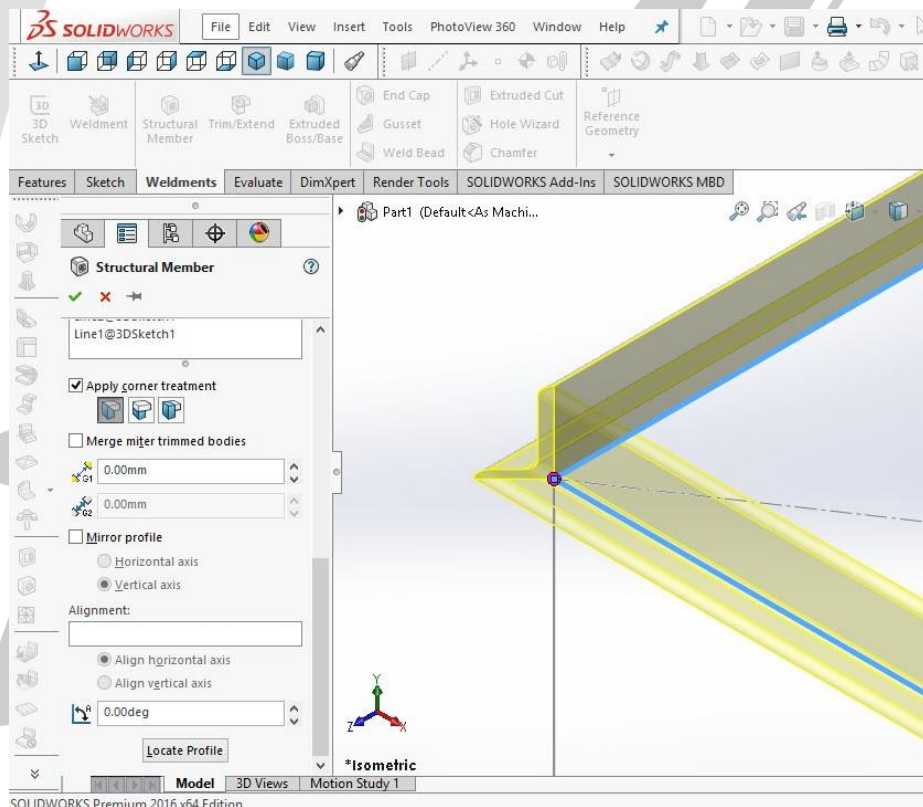 SOLIDWORKS File Edit View Insert Tools PhotoView 360 Window Help
3D Sketch
Weldment
Structural Member
Trim/Extend
Extruded Boss/Base
End Cap
Gusset
Weld Bead
Extruded Cut
Hole Wizard
Chamfer
Reference Geometry
Features Sketch Weldments Evaluate DimXpert Render Tools SOLIDWORKS Add-Ins SOLIDWORKS MBD
Part1 (Default<As Machi...
Structural Member
Line1@3DSketch1
Apply corner treatment
Merge miter trimmed bodies
G1 0.00mm
G2 0.00mm
Mirror profile
Horizontal axis
Vertical axis
Alignment:
Align horizontal axis
Align vertical axis
0.00deg
Locate Profile
Y
Z X
*Isometric
Model 3D Views Motion Study 1
SOLIDWORKS Premium 2016 x64 Edition